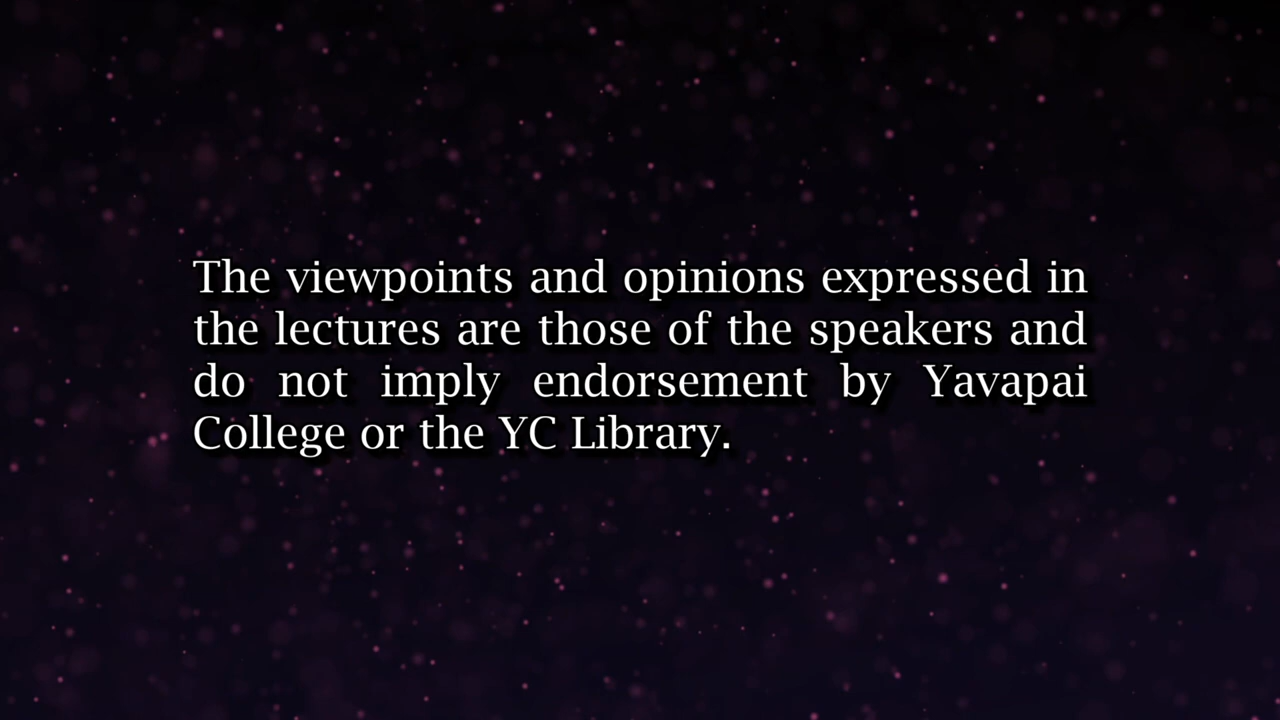 The viewpoints and opinions expressed in
the lectures are those of the speakers and
do not imply endorsement by Yavapai
College or the YC Library.